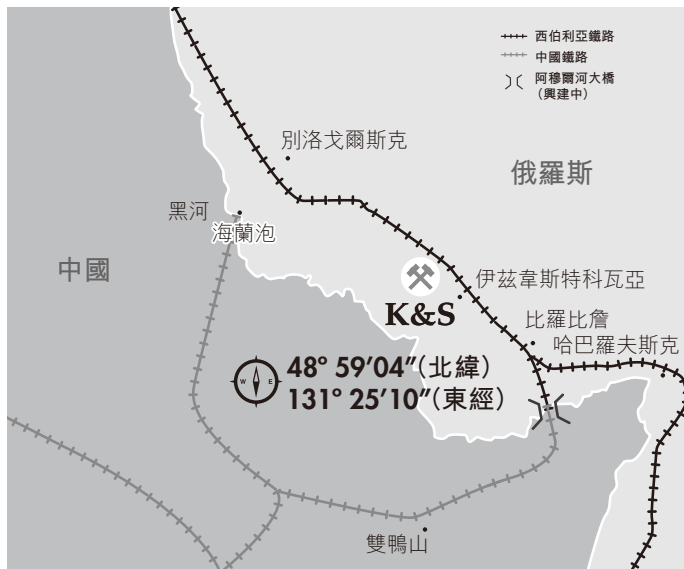 西伯利亞鐵路
中國鐵路
阿穆爾河大橋
（興建中）
別洛戈爾斯克
俄羅斯
黑河
海蘭泡
中國
伊茲韋斯特科瓦亞
K&S
比羅比詹
哈巴羅夫斯克
W E
48° 59′04″(北緯)
131° 25′10″(東經)
雙鴨山